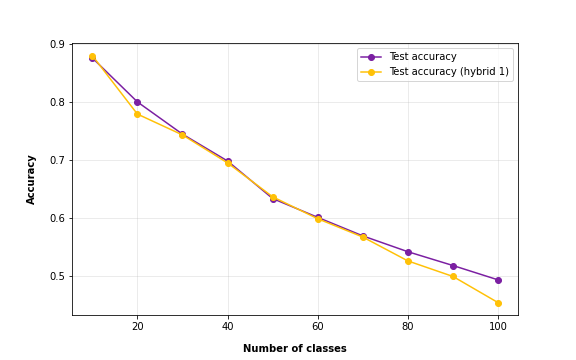 0.9
0.8
0.7
0.6
0.5
Accuracy
Test accuracy
Test accuracy (hybrid 1)
20 40 60 80 100
Number of classes